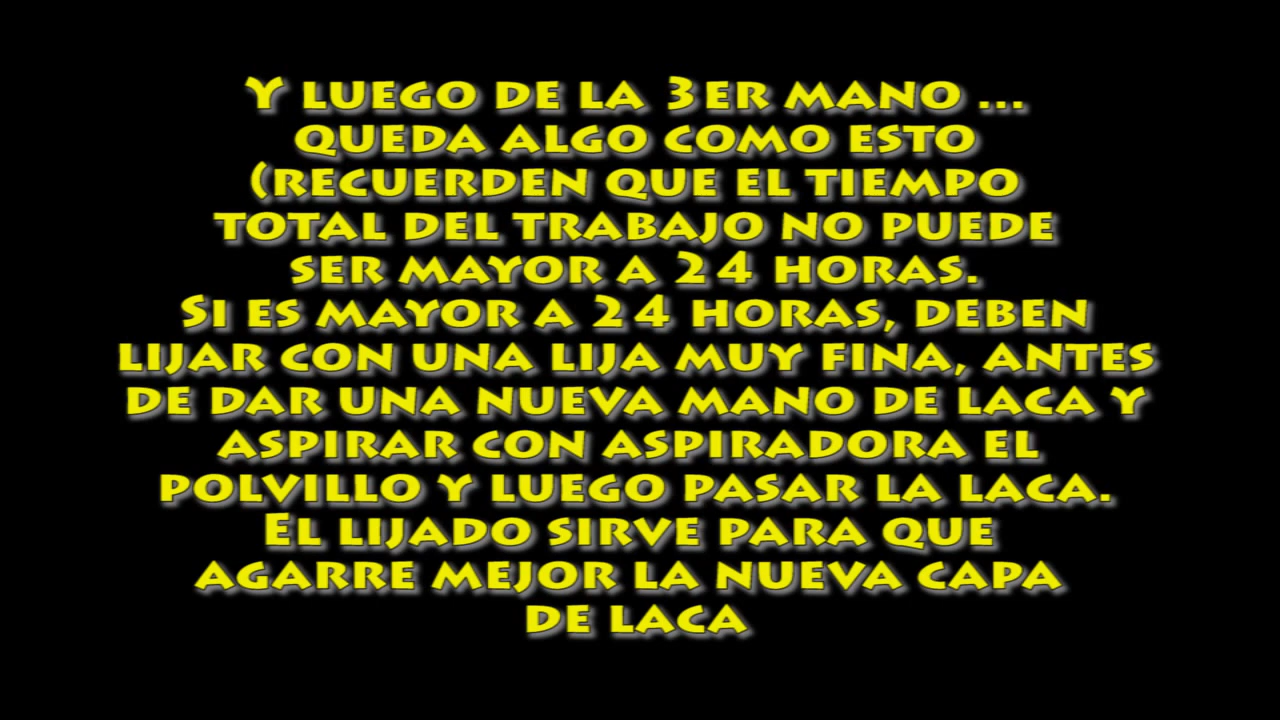 Y LUEGO DE LA 3ER MANO ...
QUEDA ALGO COMO ESTO
(RECUERDEN QUE EL TIEMPO
TOTAL DEL TRABAJO NO PUEDE
SER MAYOR A 24 HORAS.
SI ES MAYOR A 24 HORAS, DEBEN
LIJAR CON UNA LIJA MUY FINA, ANTES
DE DAR UNA NUEVA MANO DE LACA Y
ASPIRAR CON ASPIRADORA EL
POLVILLO Y LUEGO PASAR LA LACA.
EL LIJADO SIRVE PARA QUE
AGARRE MEJOR LA NUEVA CAPA
DE LACA